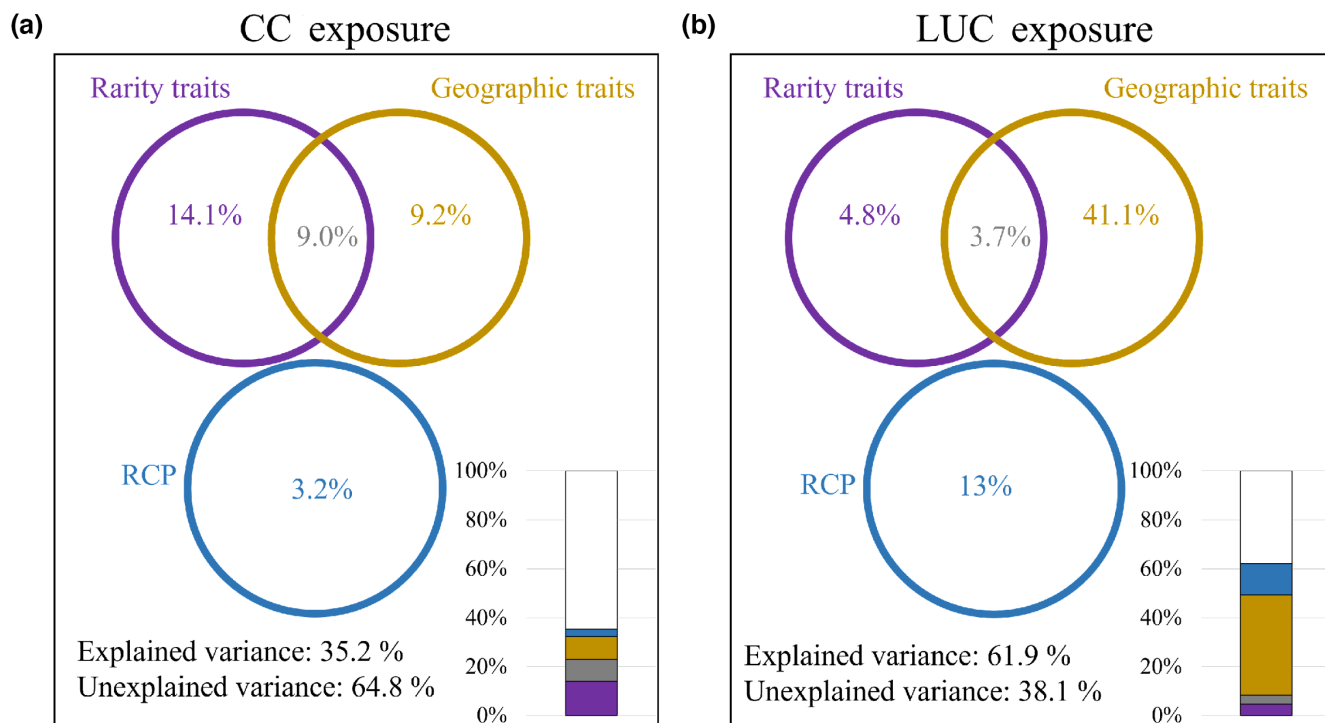 (a) CC exposure
Rarity traits Geographic traits
14.1% 9.0% 9.2%
RCP 3.2%
100%
80%
60%
40%
20%
0%
Explained variance: 35.2 %
Unexplained variance: 64.8 %
(b) LUC exposure
Rarity traits Geographic traits
4.8% 3.7% 41.1%
RCP 13%
100%
80%
60%
40%
20%
0%
Explained variance: 61.9 %
Unexplained variance: 38.1 %